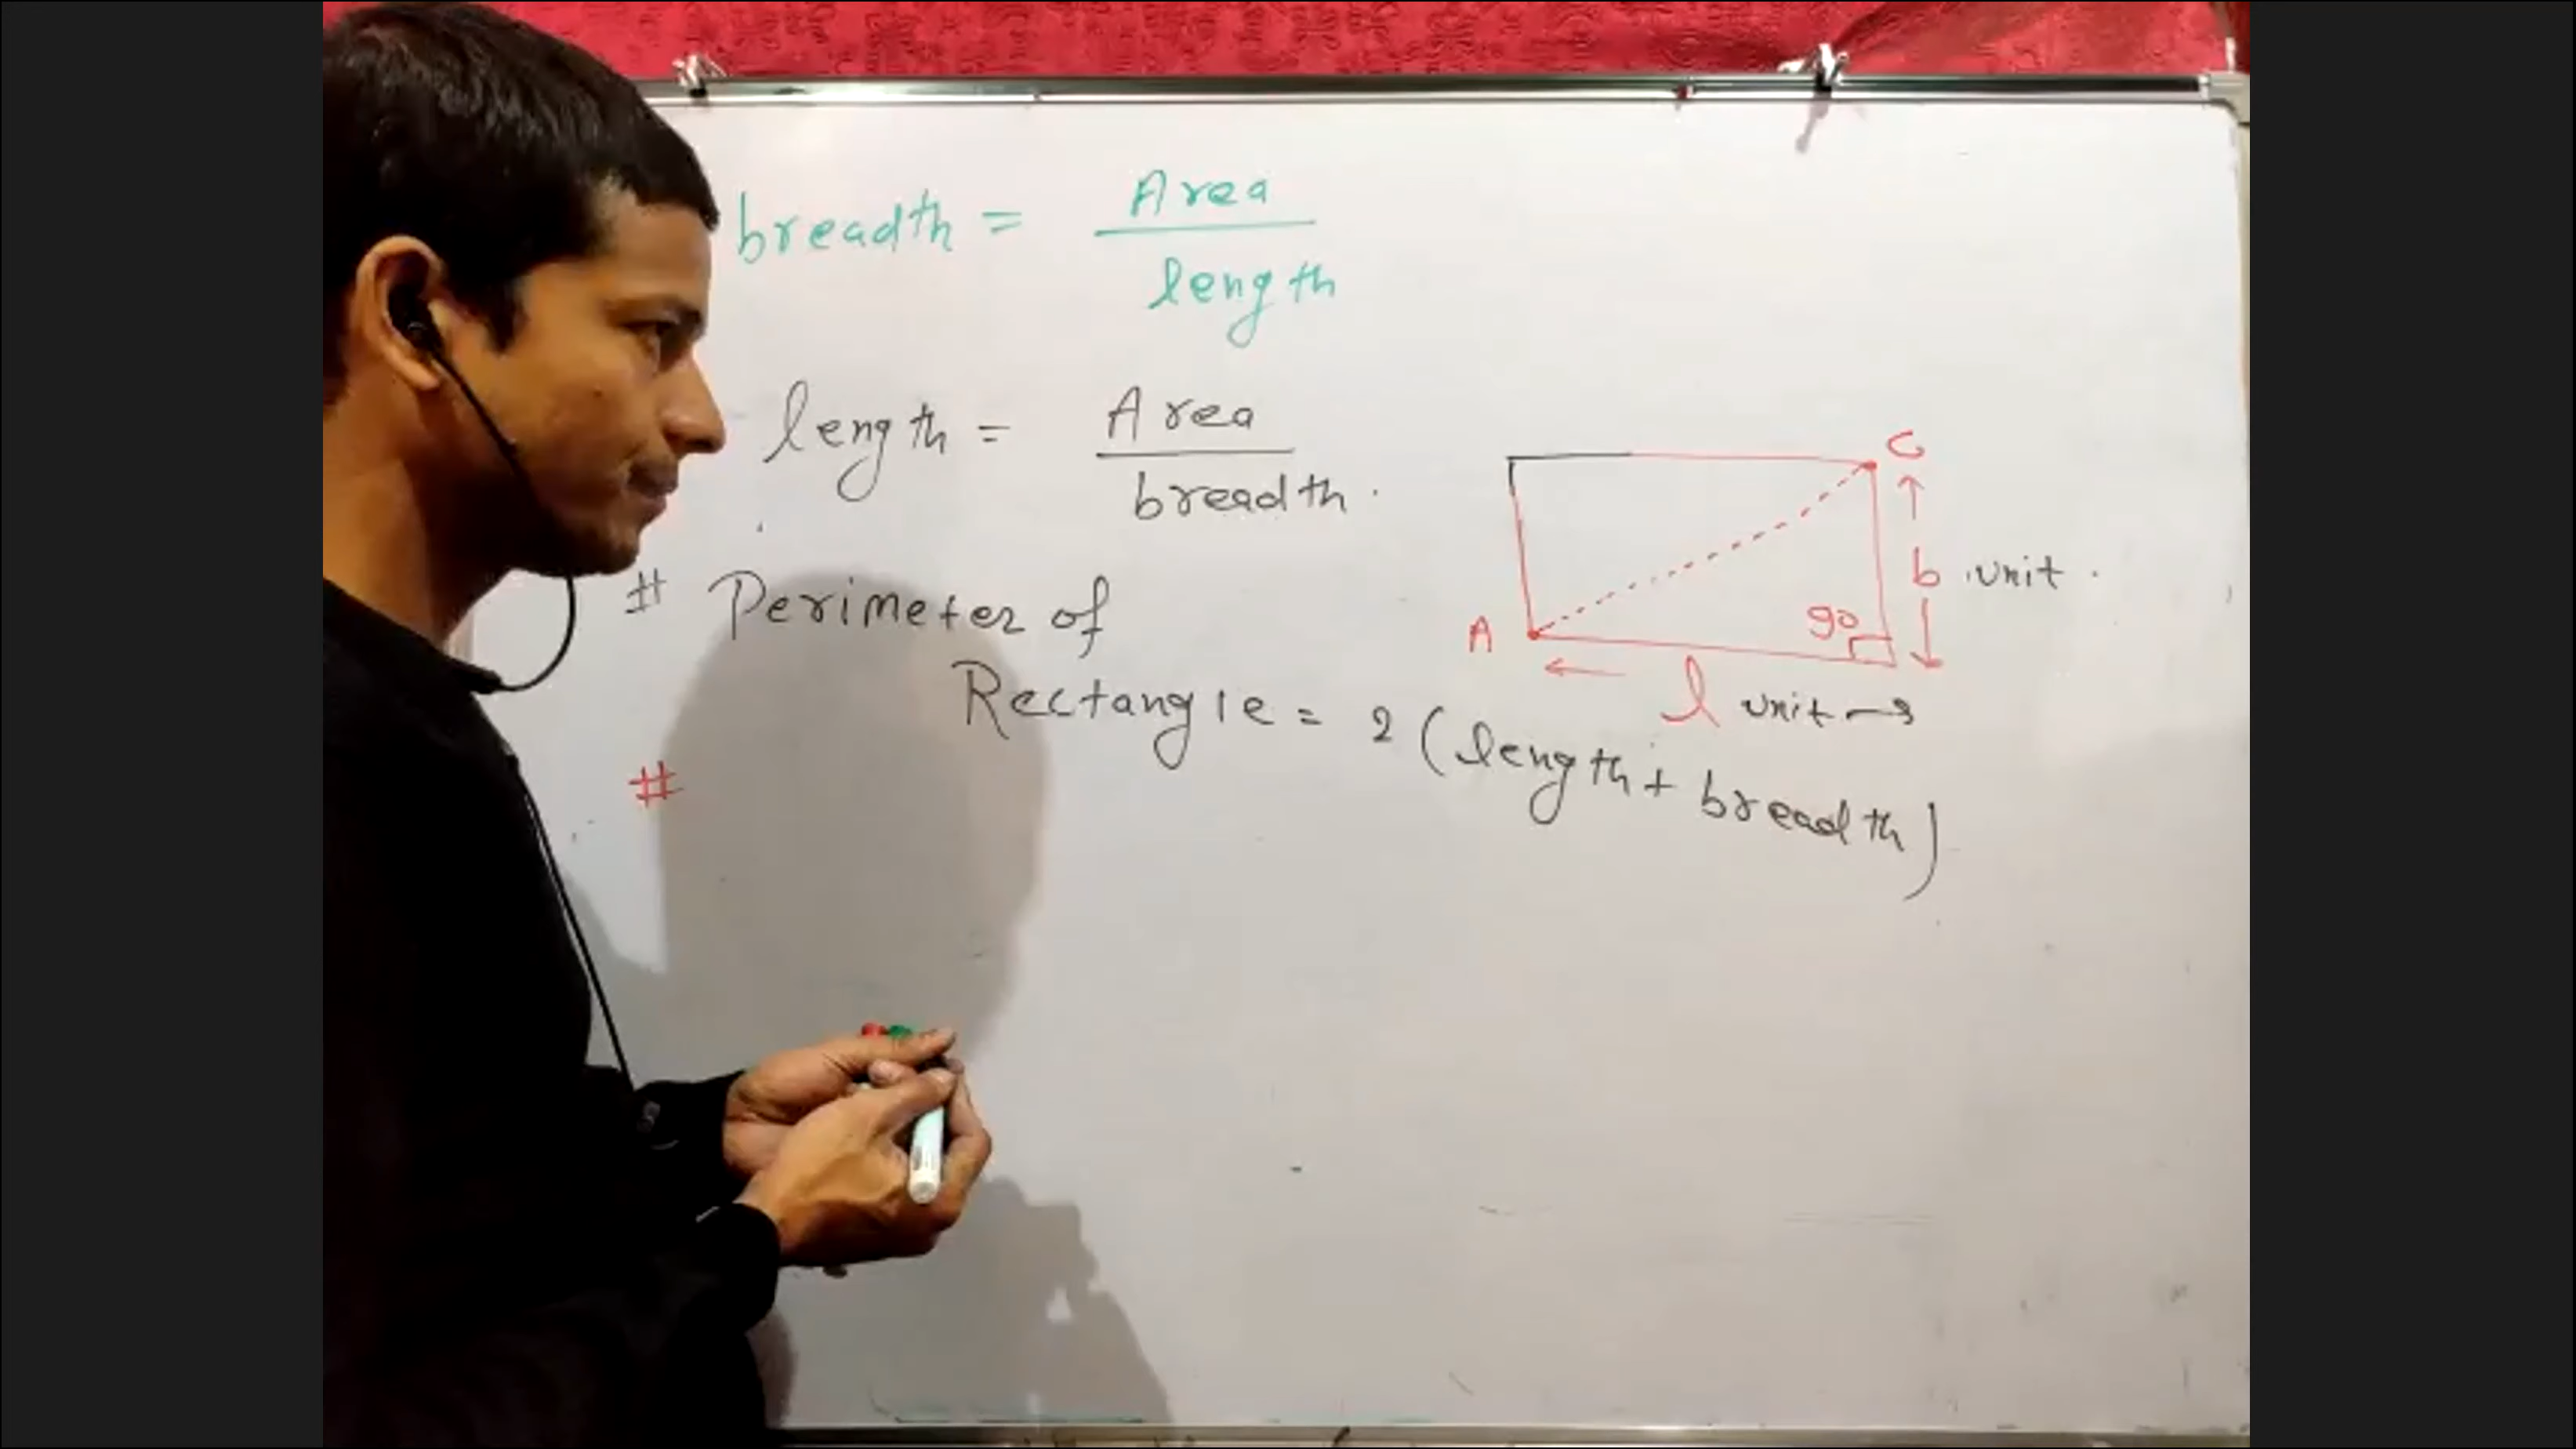 breadth = Area
length
length = Area
breadth.
# Perimeter of
Rectangle = 2 (length + breadth)
#
C
b unit.
90
A
l unit